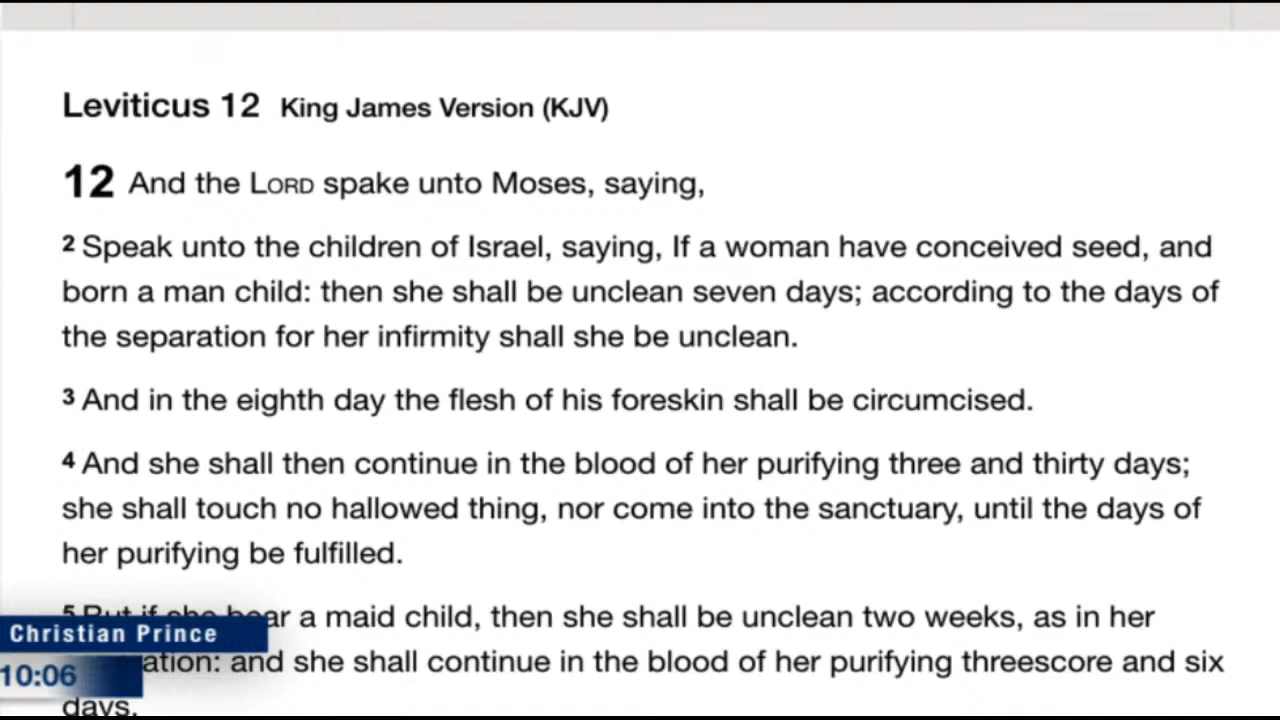 Leviticus 12 King James Version (KJV)
12 And the LORD spake unto Moses, saying,
2 Speak unto the children of Israel, saying, If a woman have conceived seed, and
born a man child: then she shall be unclean seven days; according to the days of
the separation for her infirmity shall she be unclean.
3 And in the eighth day the flesh of his foreskin shall be circumcised.
4 And she shall then continue in the blood of her purifying three and thirty days;
she shall touch no hallowed thing, nor come into the sanctuary, until the days of
her purifying be fulfilled.
5 But if she bear a maid child, then she shall be unclean two weeks, as in her
Christian Prince
ation: and she shall continue in the blood of her purifying threescore and six
10:06
days.